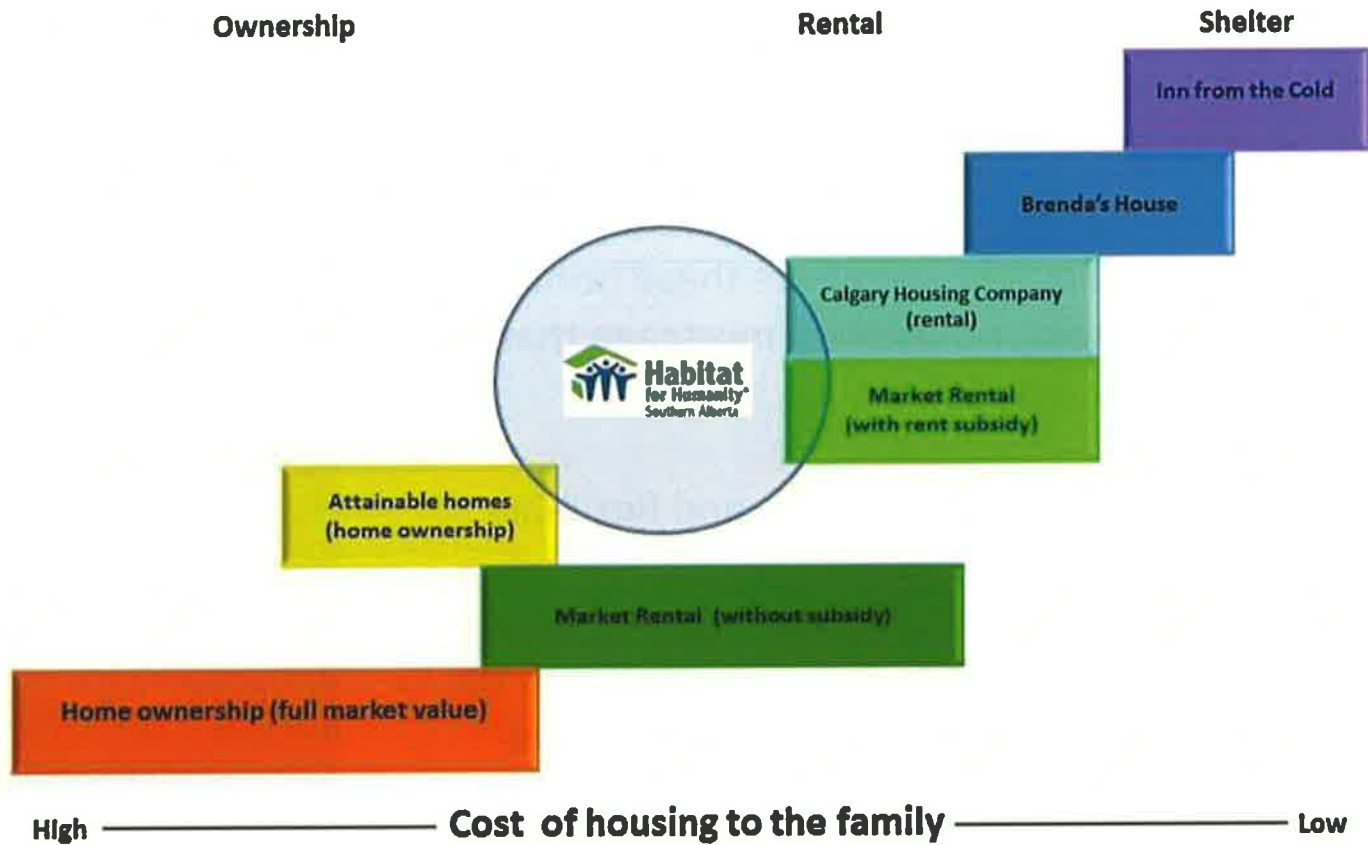 Ownership
Rental
Shelter
Inn from the Cold
Brenda's House
Calgary Housing Company
(rental)
Habitat
for Humanity®
Southern Alberta
Market Rental
(with rent subsidy)
Attainable homes
(home ownership)
Market Rental (without subsidy)
Home ownership (full market value)
High
Cost of housing to the family
Low